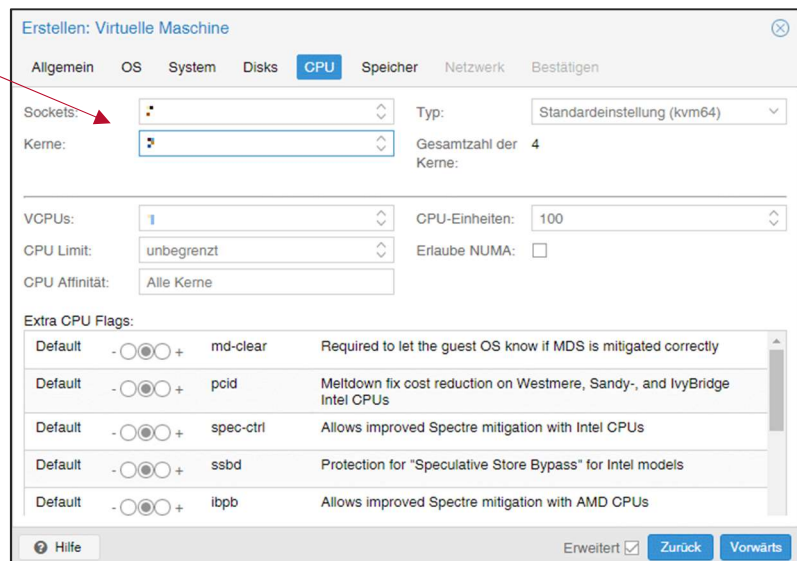 Erstellen: Virtuelle Maschine
Allgemein OS System Disks CPU Speicher Netzwerk Bestätigen
Sockets: Typ: Standardeinstellung (kvm64)
Kerne: Gesamtzahl der Kerne: 4
VCPUs: CPU-Einheiten: 100
CPU Limit: unbegrenzt Erlaube NUMA:
CPU Affinität: Alle Kerne
Extra CPU Flags:
Default - + md-clear Required to let the guest OS know if MDS is mitigated correctly
Default - + pcid Meltdown fix cost reduction on Westmere, Sandy-, and IvyBridge
Intel CPUs
Default - + spec-ctrl Allows improved Spectre mitigation with Intel CPUs
Default - + ssbd Protection for "Speculative Store Bypass" for Intel models
Default - + ibpb Allows improved Spectre mitigation with AMD CPUs
Hilfe Erweitert Zurück Vorwärts